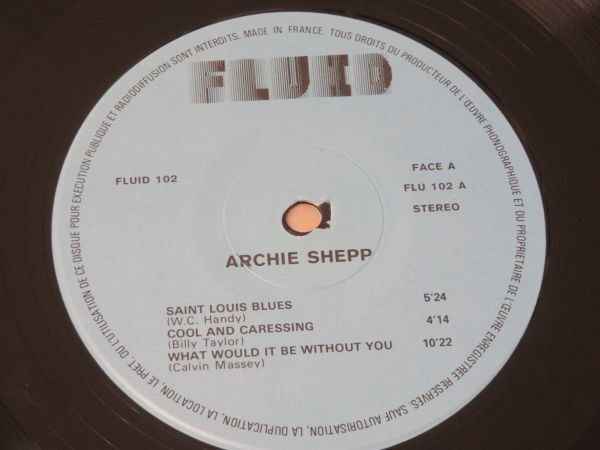 SAUF AUTORISATION, LA DUPLICATION, LA LOCATION, LE PRET, OU L'UTILISATION DE CE DISQUE POUR EXECUTION PUBLIQUE ET RADIODIFFUSION SONT INTERDITS. MADE IN FRANCE. TOUS DROITS DU PRODUCTEUR DE L'ŒUVRE PHONOGRAPHIQUE ET DU PROPRIETAIRE DE L'ŒUVRE ENREGISTREE RESERVES.
FLUID
FLUID 102
FACE A
FLU 102 A
STEREO
ARCHIE SHEPP
SAINT LOUIS BLUES 5'24
(W.C. Handy)
COOL AND CARESSING 4'14
(Billy Taylor)
WHAT WOULD IT BE WITHOUT YOU 10'22
(Calvin Massey)